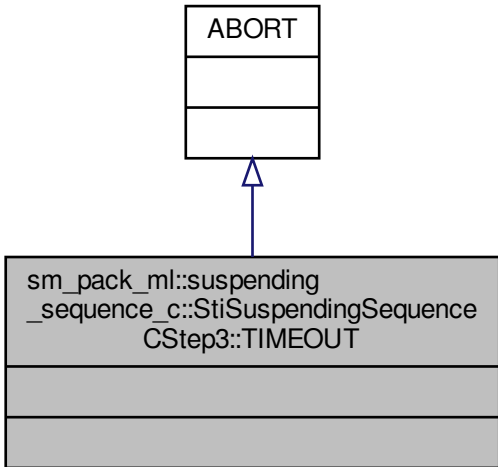 ABORT
sm_pack_ml::suspending
_sequence_c::StiSuspendingSequence
CStep3::TIMEOUT